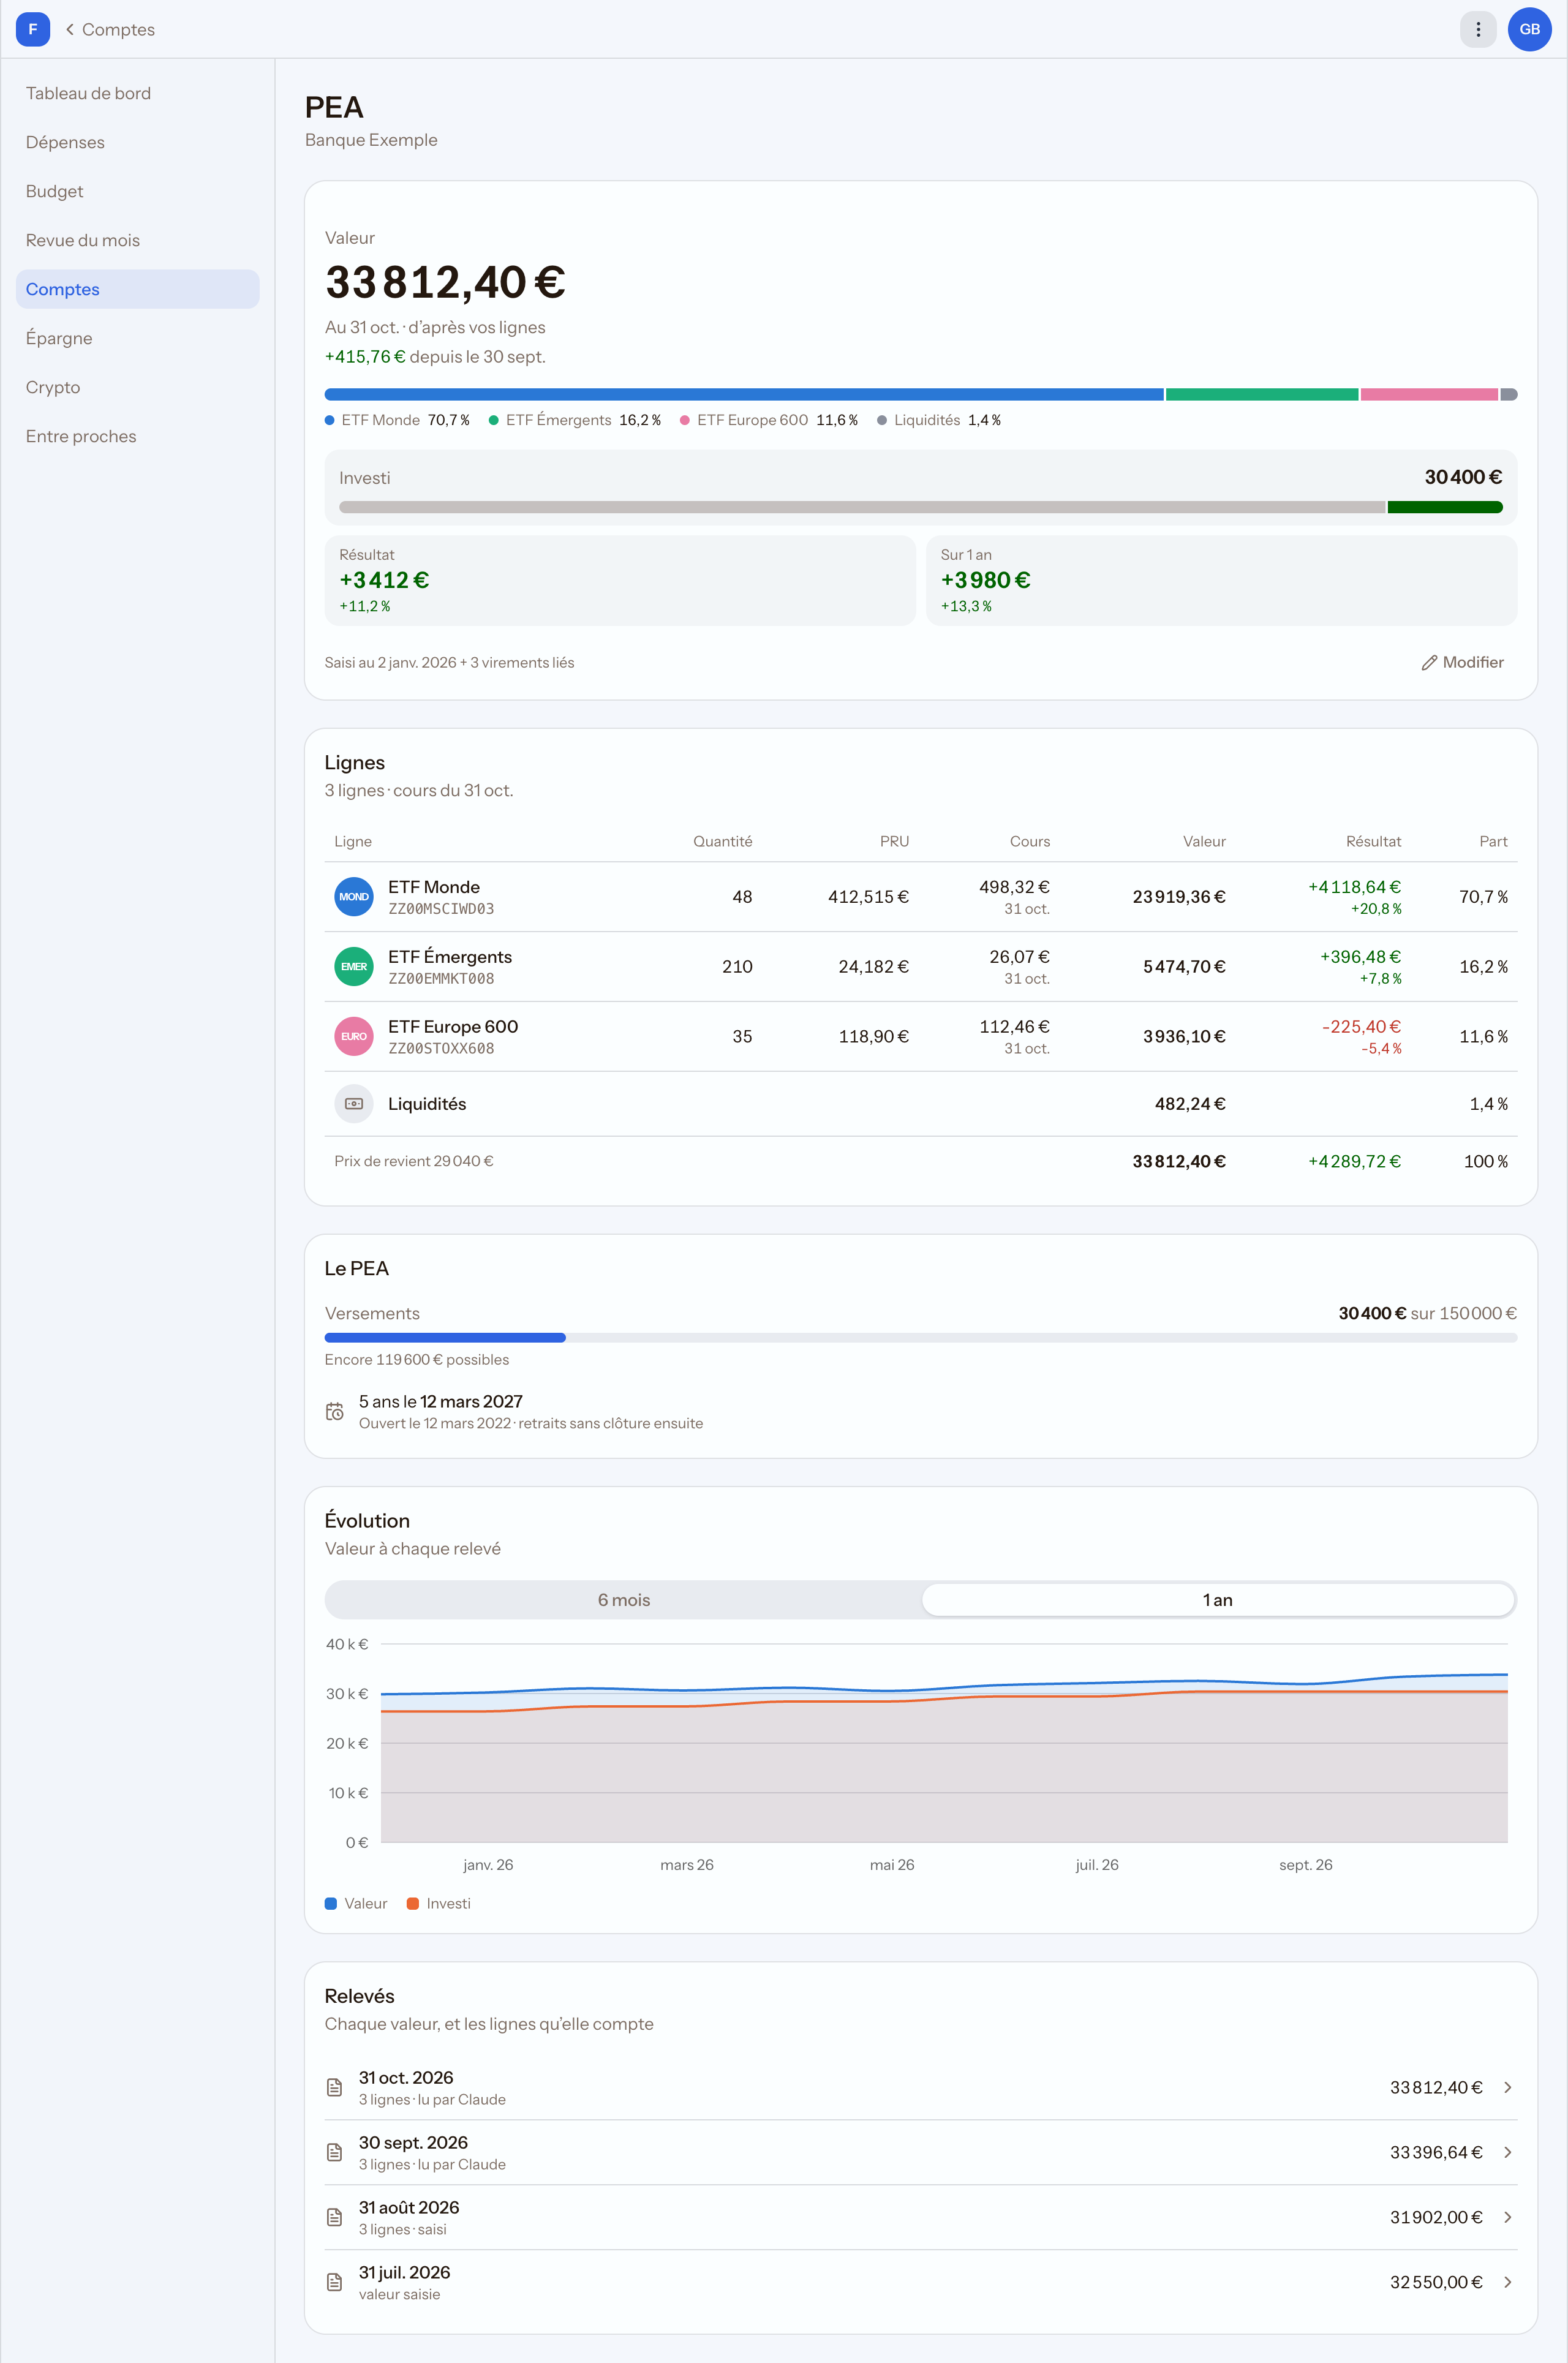 F
Comptes
GB
Tableau de bord
Dépenses
Budget
Revue du mois
Comptes
Épargne
Crypto
Entre proches
PEA
Banque Exemple
Valeur
33 812,40 €
Au 31 oct. · d’après vos lignes
+415,76 € depuis le 30 sept.
ETF Monde 70,7 % ETF Émergents 16,2 % ETF Europe 600 11,6 % Liquidités 1,4 %
Investi 30 400 €
Résultat
+3 412 €
+11,2 %
Sur 1 an
+3 980 €
+13,3 %
Saisi au 2 janv. 2026 + 3 virements liés
Modifier
Lignes
3 lignes · cours du 31 oct.
Ligne Quantité PRU Cours Valeur Résultat Part
MOND
ETF Monde
ZZ00MSCIWD03
48 412,515 € 498,32 € 31 oct. 23 919,36 € +4 118,64 € +20,8 % 70,7 %
EMER
ETF Émergents
ZZ00EMMKT008
210 24,182 € 26,07 € 31 oct. 5 474,70 € +396,48 € +7,8 % 16,2 %
EURO
ETF Europe 600
ZZ00STOXX608
35 118,90 € 112,46 € 31 oct. 3 936,10 € -225,40 € -5,4 % 11,6 %
Liquidités 482,24 € 1,4 %
Prix de revient 29 040 € 33 812,40 € +4 289,72 € 100 %
Le PEA
Versements 30 400 € sur 150 000 €
Encore 119 600 € possibles
5 ans le 12 mars 2027
Ouvert le 12 mars 2022 · retraits sans clôture ensuite
Évolution
Valeur à chaque relevé
6 mois 1 an
40 k €
30 k €
20 k €
10 k €
0 €
janv. 26 mars 26 mai 26 juil. 26 sept. 26
Valeur Investi
Relevés
Chaque valeur, et les lignes qu’elle compte
31 oct. 2026
3 lignes · lu par Claude
33 812,40 €
30 sept. 2026
3 lignes · lu par Claude
33 396,64 €
31 août 2026
3 lignes · saisi
31 902,00 €
31 juil. 2026
valeur saisie
32 550,00 €